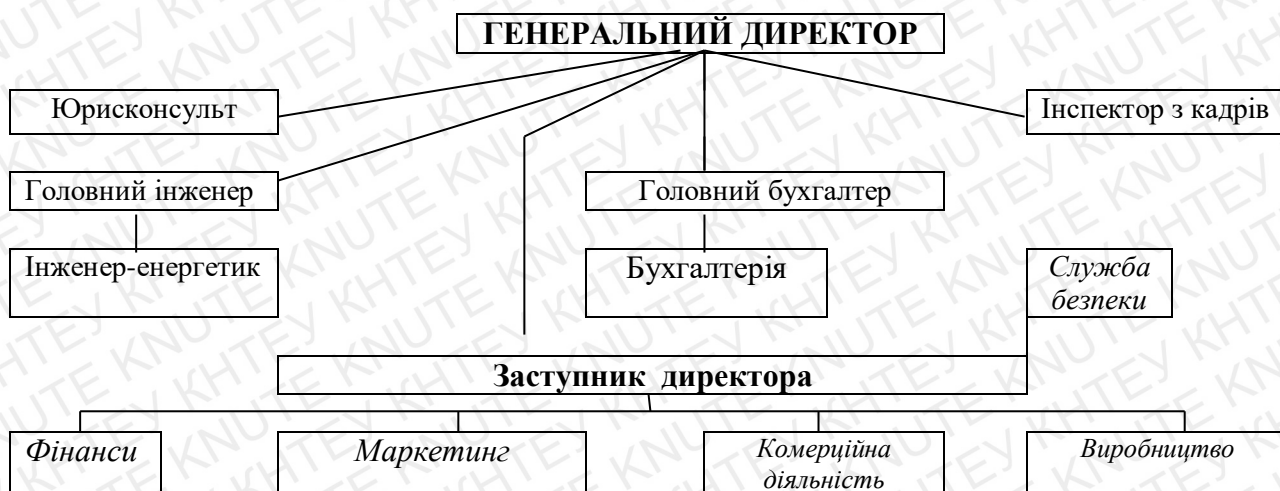 ГЕНЕРАЛЬНИЙ ДИРЕКТОР
Юрисконсульт
Інспектор з кадрів
Головний інженер
Головний бухгалтер
Інженер-енергетик
Бухгалтерія
Служба
безпеки
Заступник директора
Фінанси
Маркетинг
Комерційна
діяльність
Виробництво